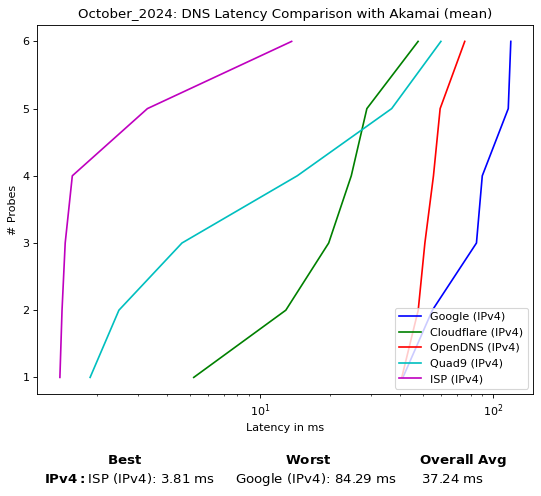 October_2024: DNS Latency Comparison with Akamai (mean)
6
5
4
3
2
1
# Probes
Google (IPv4)
Cloudflare (IPv4)
OpenDNS (IPv4)
Quad9 (IPv4)
ISP (IPv4)
10¹ 10²
Latency in ms
Best Worst Overall Avg
IPv4: ISP (IPv4): 3.81 ms Google (IPv4): 84.29 ms 37.24 ms